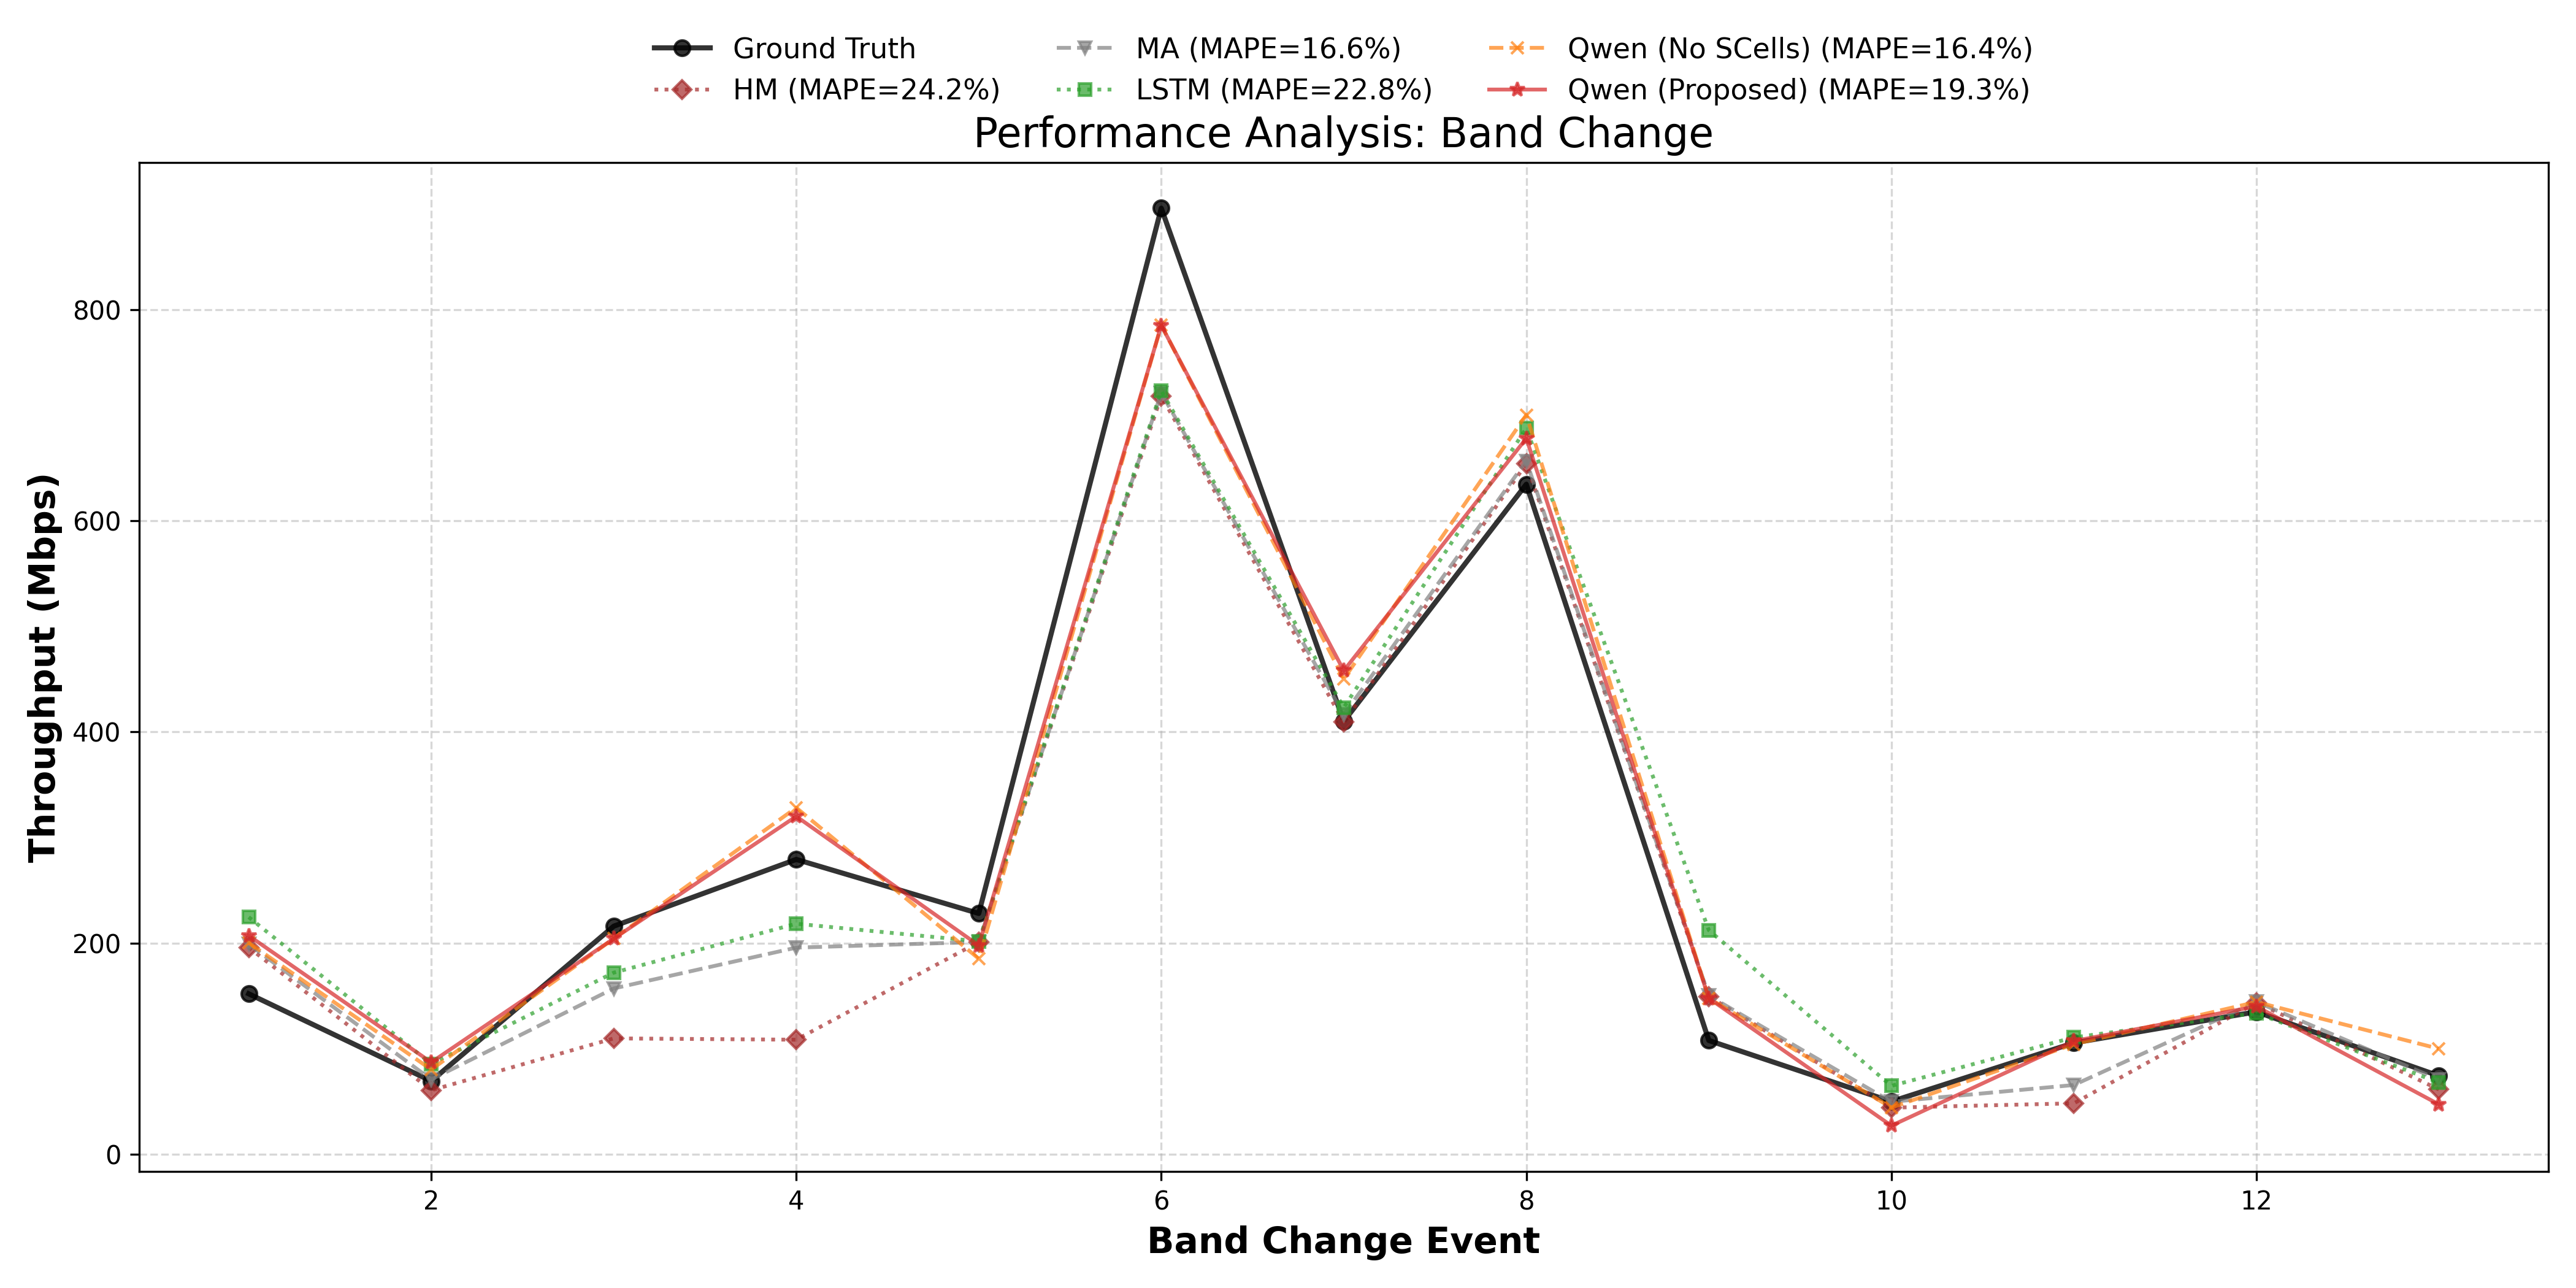 Ground Truth
HM (MAPE=24.2%)
MA (MAPE=16.6%)
LSTM (MAPE=22.8%)
Qwen (No SCells) (MAPE=16.4%)
Qwen (Proposed) (MAPE=19.3%)
Performance Analysis: Band Change
Throughput (Mbps)
800
600
400
200
0
2
4
6
8
10
12
Band Change Event